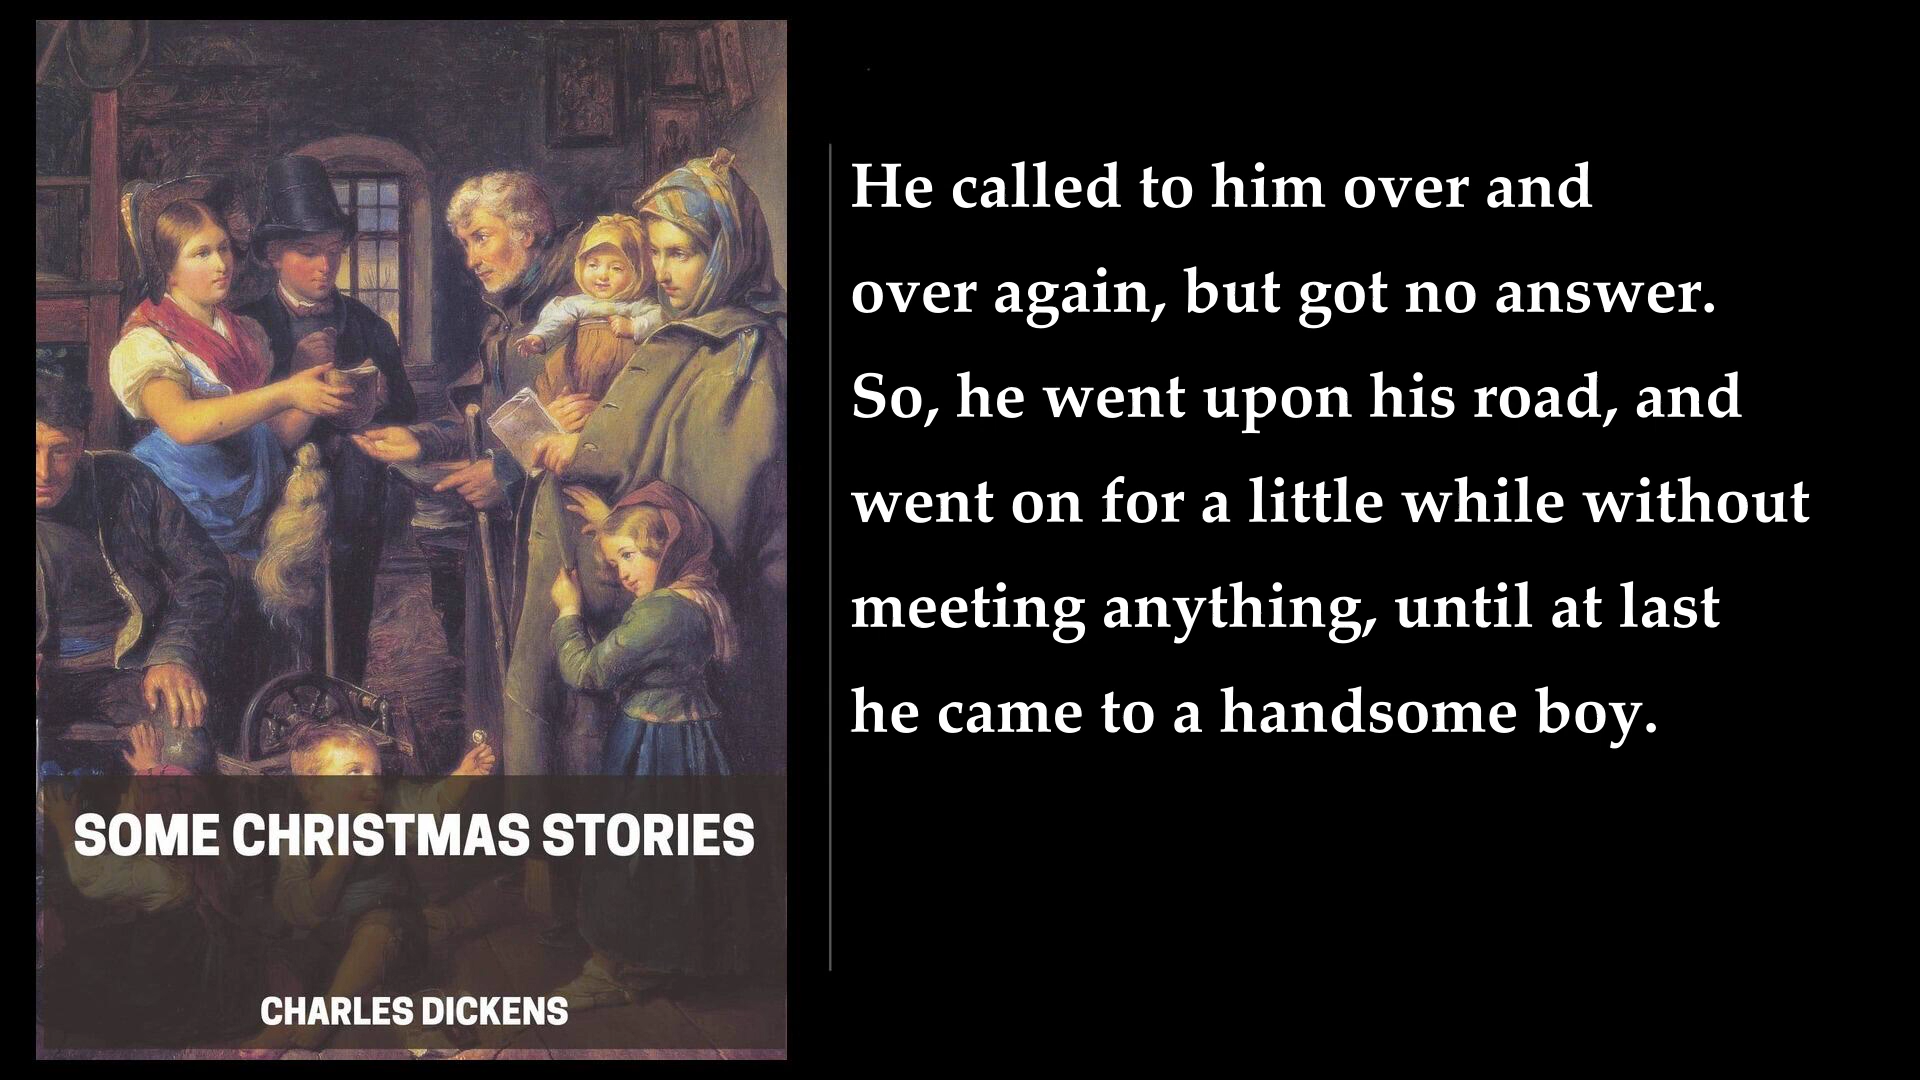 He called to him over and
over again, but got no answer.
So, he went upon his road, and
went on for a little while without
meeting anything, until at last
he came to a handsome boy.
SOME CHRISTMAS STORIES
CHARLES DICKENS